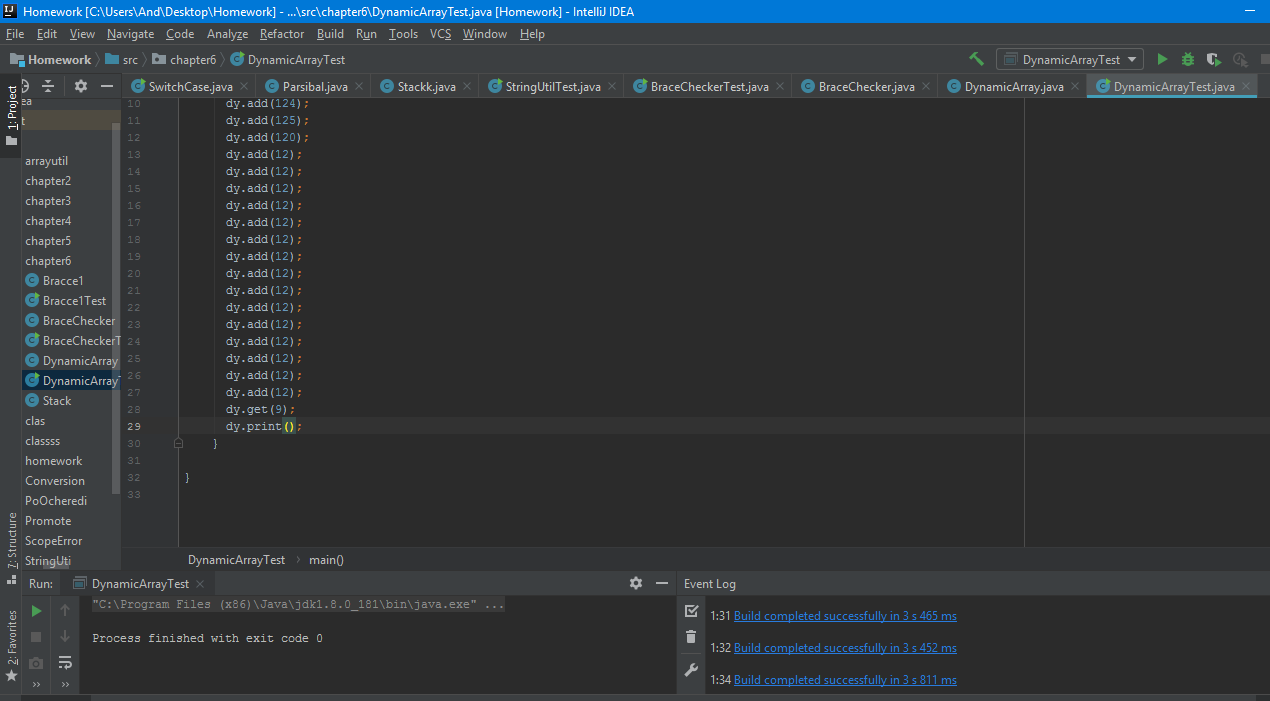 Homework [C:\Users\And\Desktop\Homework] - ...\src\chapter6\DynamicArrayTest.java [Homework] - IntelliJ IDEA
File Edit View Navigate Code Analyze Refactor Build Run Tools VCS Window Help
Homework src chapter6 DynamicArrayTest DynamicArrayTest
SwitchCase.java Parsibal.java Stackk.java StringUtilTest.java BraceCheckerTest.java BraceChecker.java DynamicArray.java DynamicArrayTest.java
1: Project
arrayutil
chapter2
chapter3
chapter4
chapter5
chapter6
Bracce1
Bracce1Test
BraceChecker
BraceCheckerT
DynamicArray
DynamicArrayT
Stack
clas
classss
homework
Conversion
PoOcheredi
Promote
ScopeError
StringUti
10 dy.add(124);
11 dy.add(125);
12 dy.add(120);
13 dy.add(12);
14 dy.add(12);
15 dy.add(12);
16 dy.add(12);
17 dy.add(12);
18 dy.add(12);
19 dy.add(12);
20 dy.add(12);
21 dy.add(12);
22 dy.add(12);
23 dy.add(12);
24 dy.add(12);
25 dy.add(12);
26 dy.add(12);
27 dy.add(12);
28 dy.get(9);
29 dy.print();
30 }
31
32 }
33
DynamicArrayTest main()
Z: Structure
2: Favorites
Run: DynamicArrayTest
"C:\Program Files (x86)\Java\jdk1.8.0_181\bin\java.exe" ...
Process finished with exit code 0
Event Log
1:31 Build completed successfully in 3 s 465 ms
1:32 Build completed successfully in 3 s 452 ms
1:34 Build completed successfully in 3 s 811 ms